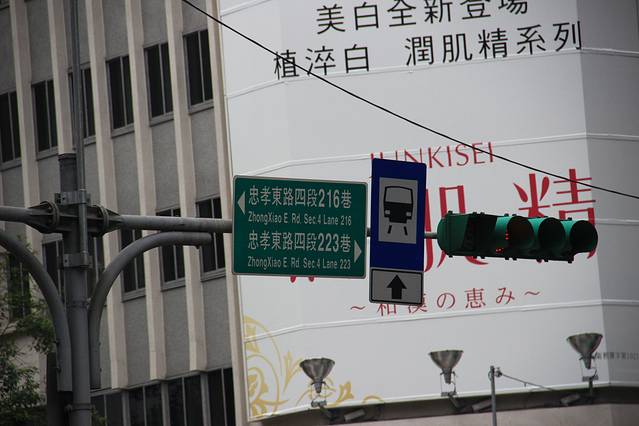 美白全新登場
植淬白 潤肌精系列
JUNKISEI
肌 精
~和漢の恵み~
忠孝東路四段216巷
ZhongXiao E. Rd. Sec.4 Lane 216
忠孝東路四段223巷
ZhongXiao E. Rd. Sec.4 Lane 223